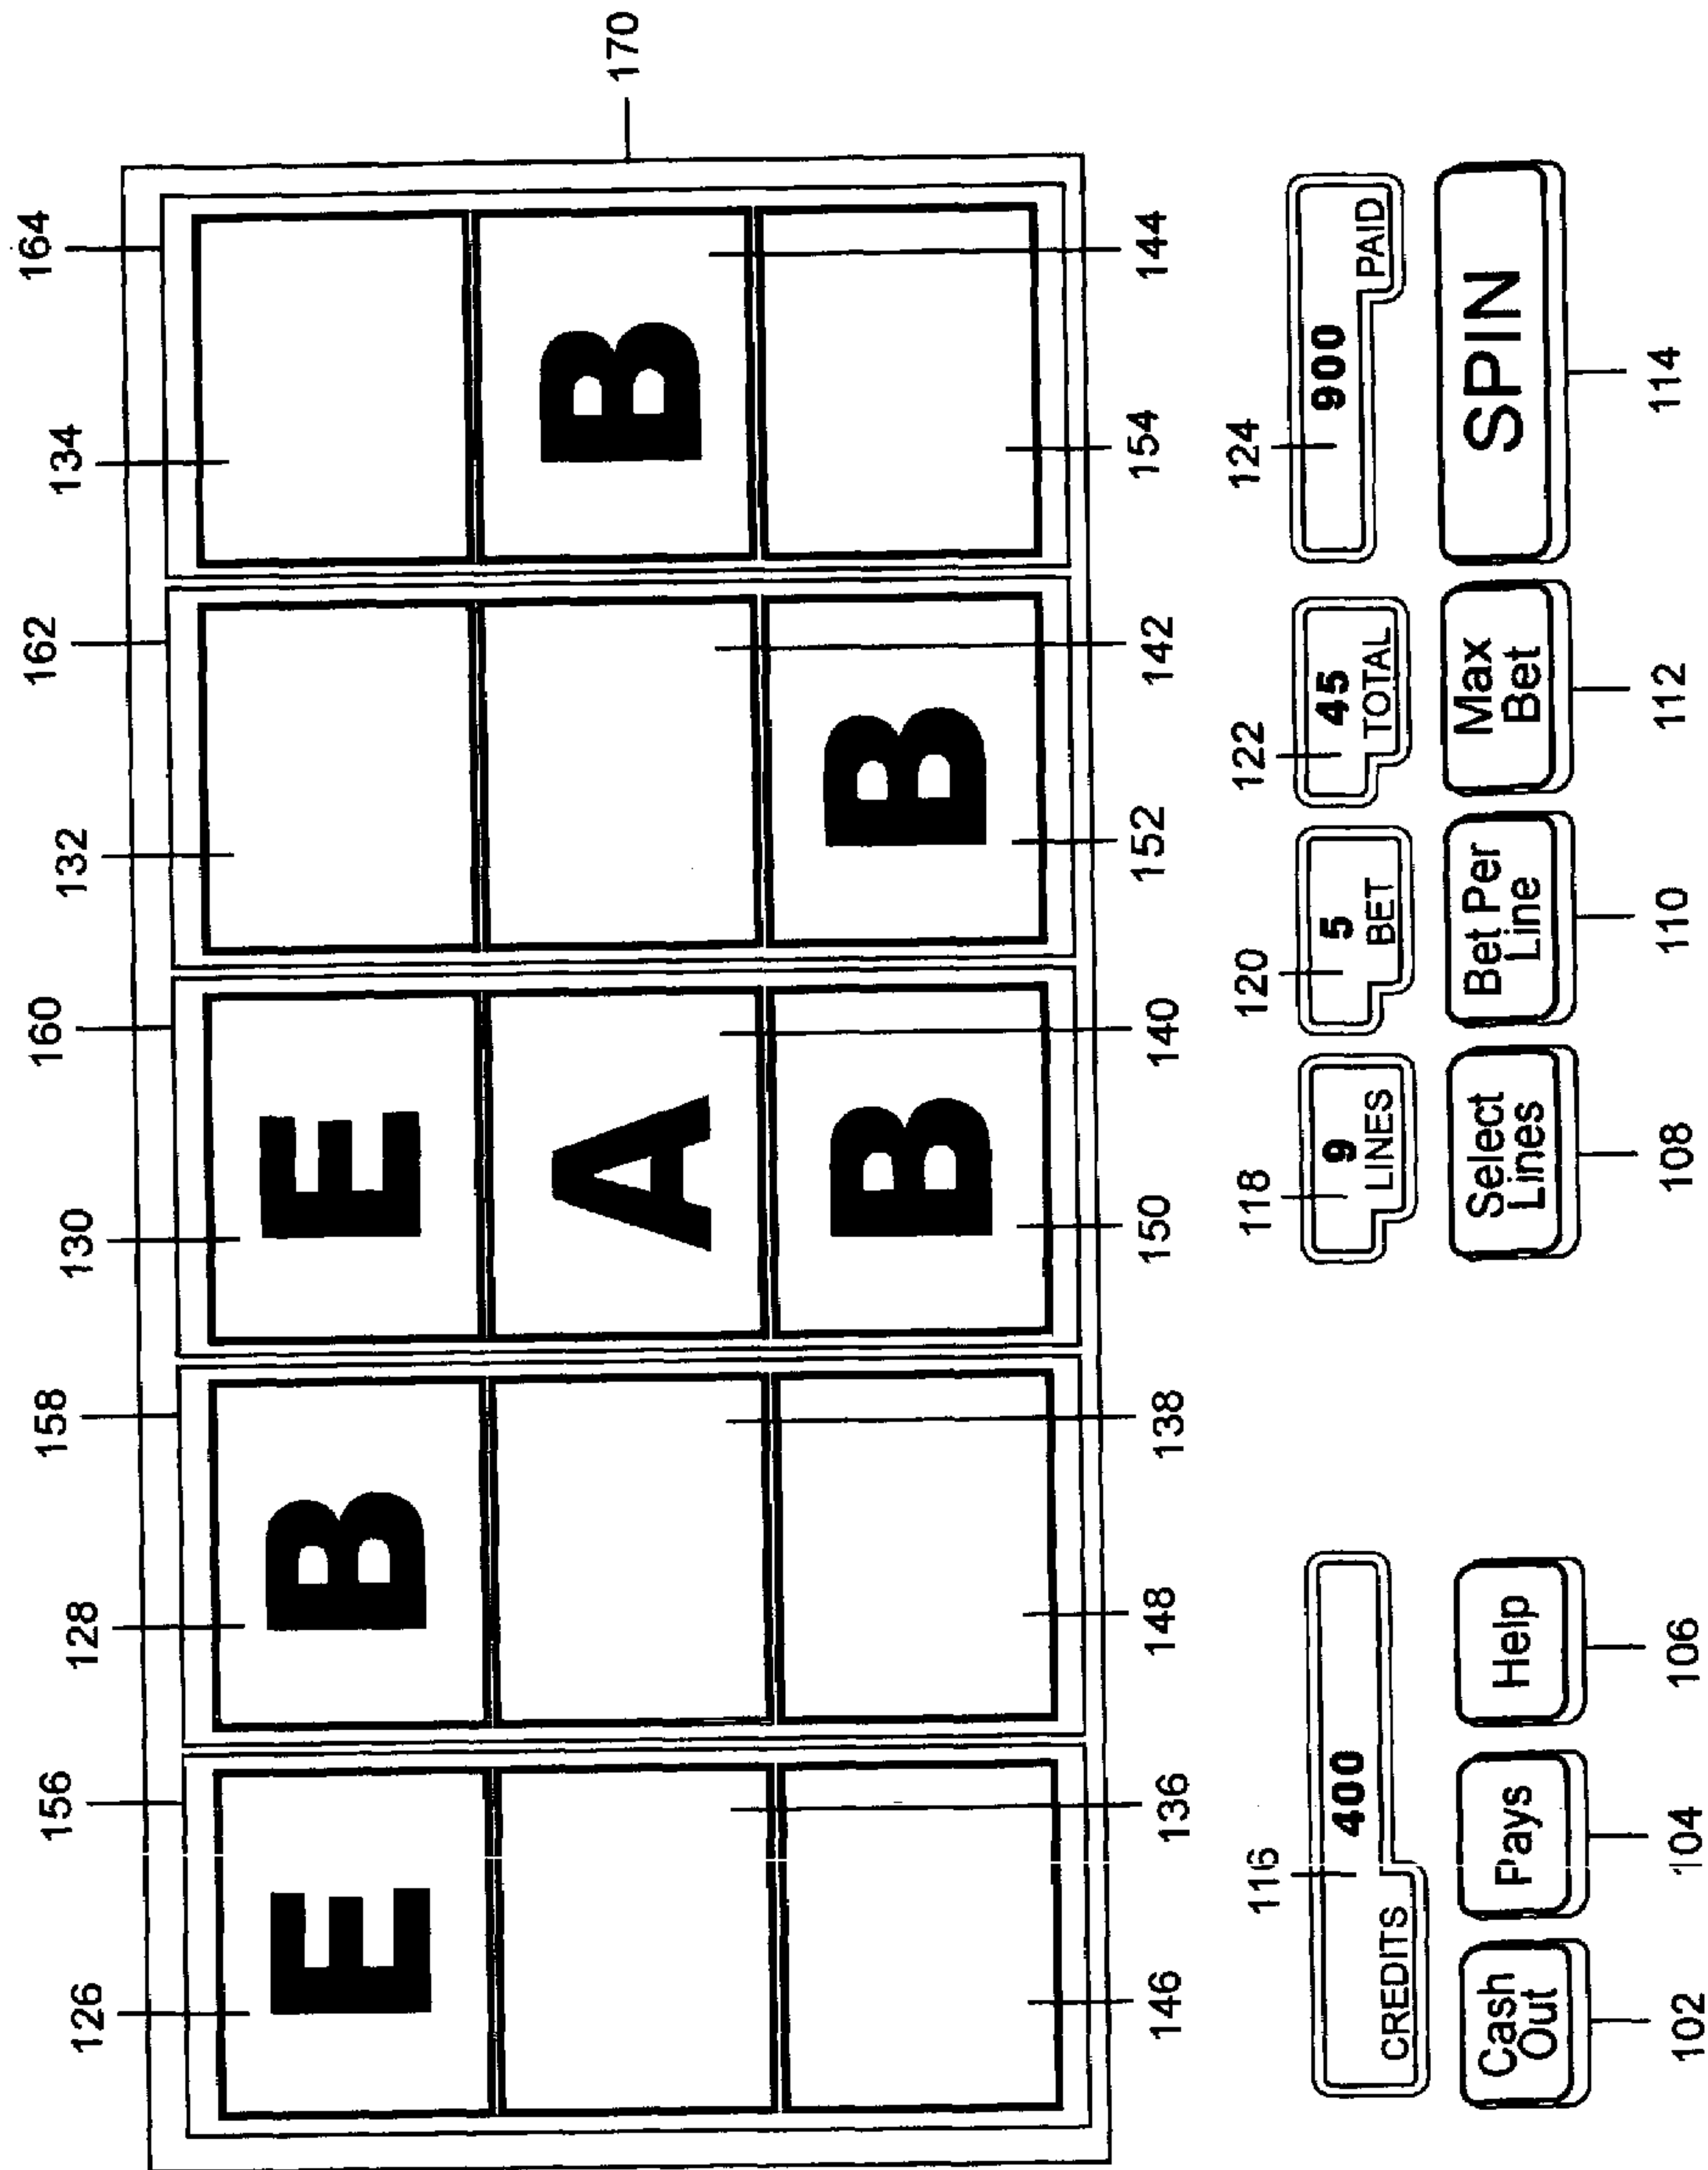 156 158 160 162 164
126 128 130 132 134
170
E B E
A B
B B
136 138 140 142 144
146 148 150 152 154
116 118 120 122 124
400 9 5 45 900
CREDITS LINES BET TOTAL PAID
Cash Out
Pays
Help
Select Lines
Bet Per Line
Max Bet
SPIN
102 104 106 108 110 112 114